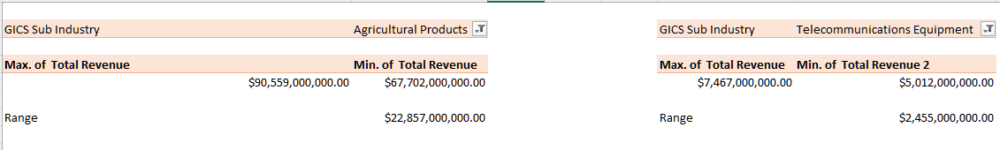 GICS Sub Industry Agricultural Products
Max. of Total Revenue Min. of Total Revenue
$90,559,000,000.00 $67,702,000,000.00
Range $22,857,000,000.00
GICS Sub Industry Telecommunications Equipment
Max. of Total Revenue Min. of Total Revenue 2
$7,467,000,000.00 $5,012,000,000.00
Range $2,455,000,000.00